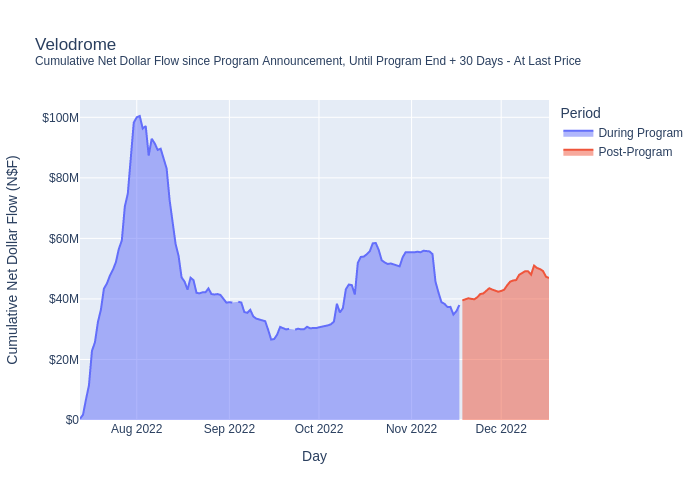 Velodrome
Cumulative Net Dollar Flow since Program Announcement, Until Program End + 30 Days - At Last Price
Period
During Program
Post-Program
Cumulative Net Dollar Flow (N$F)
$100M
$80M
$60M
$40M
$20M
$0
Aug 2022
Sep 2022
Oct 2022
Nov 2022
Dec 2022
Day